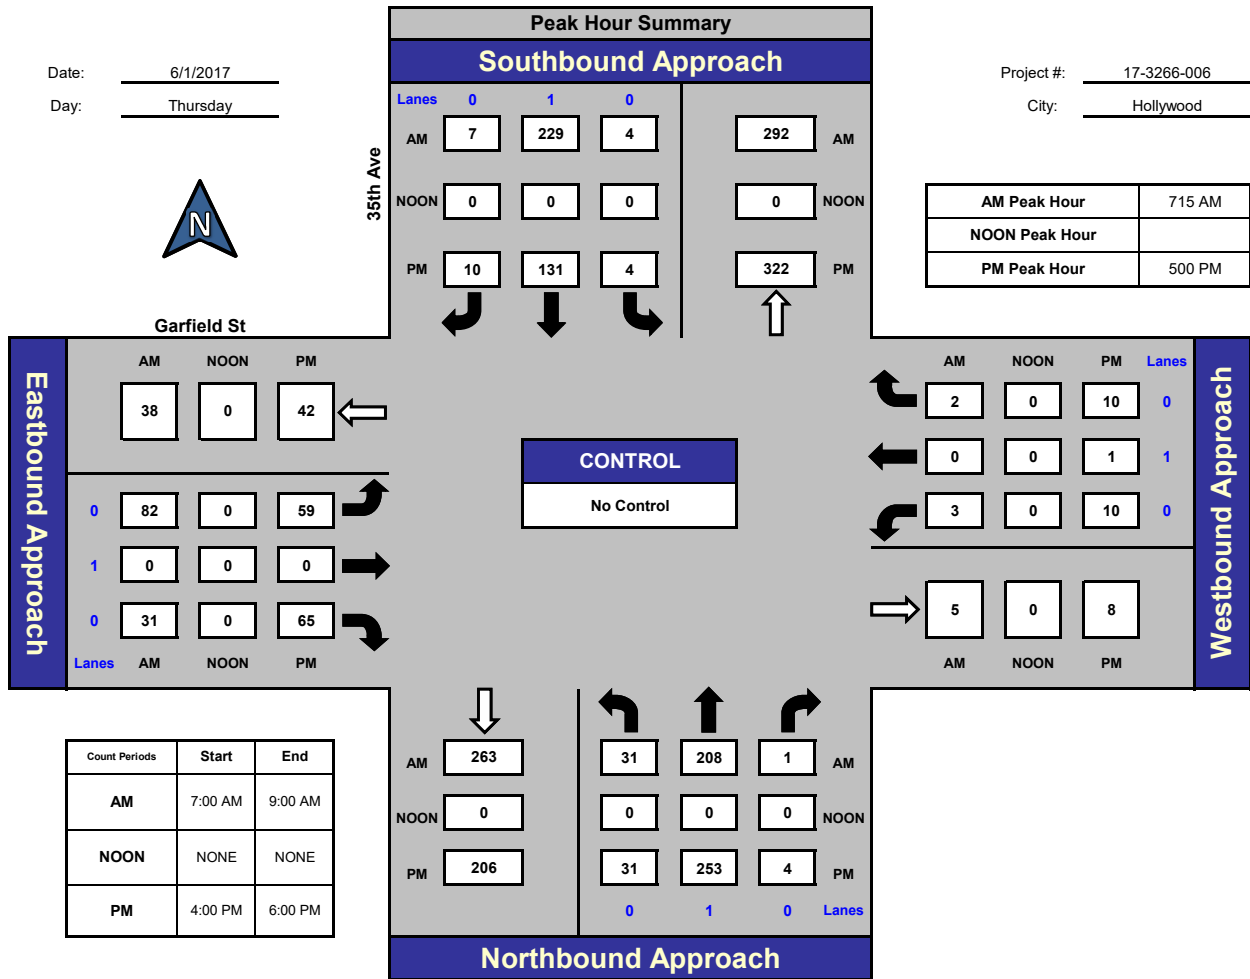 Peak Hour Summary
Southbound Approach
Date: 6/1/2017
Day: Thursday
Project #: 17-3266-006
City: Hollywood
N
35th Ave
Lanes 0 1 0
AM 7 229 4 292 AM
NOON 0 0 0 0 NOON
PM 10 131 4 322 PM
AM Peak Hour 715 AM
NOON Peak Hour
PM Peak Hour 500 PM
Garfield St
Eastbound Approach
AM NOON PM
38 0 42
0 82 0 59
1 0 0 0
0 31 0 65
Lanes AM NOON PM
CONTROL
No Control
AM NOON PM Lanes
2 0 10 0
0 0 1 1
3 0 10 0
5 0 8
AM NOON PM
Westbound Approach
Count Periods Start End
AM 7:00 AM 9:00 AM
NOON NONE NONE
PM 4:00 PM 6:00 PM
AM 263 31 208 1 AM
NOON 0 0 0 0 NOON
PM 206 31 253 4 PM
0 1 0 Lanes
Northbound Approach